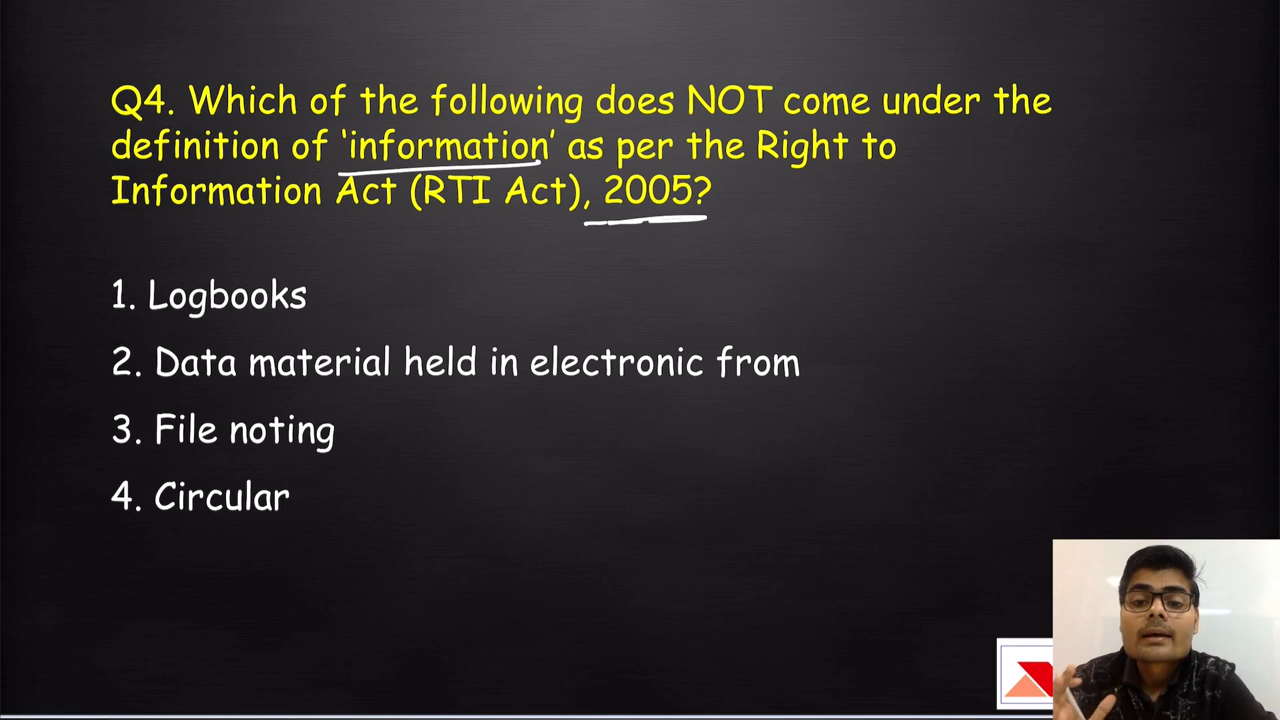 Q4. Which of the following does NOT come under the
definition of ‘information’ as per the Right to
Information Act (RTI Act), 2005?
1. Logbooks
2. Data material held in electronic from
3. File noting
4. Circular